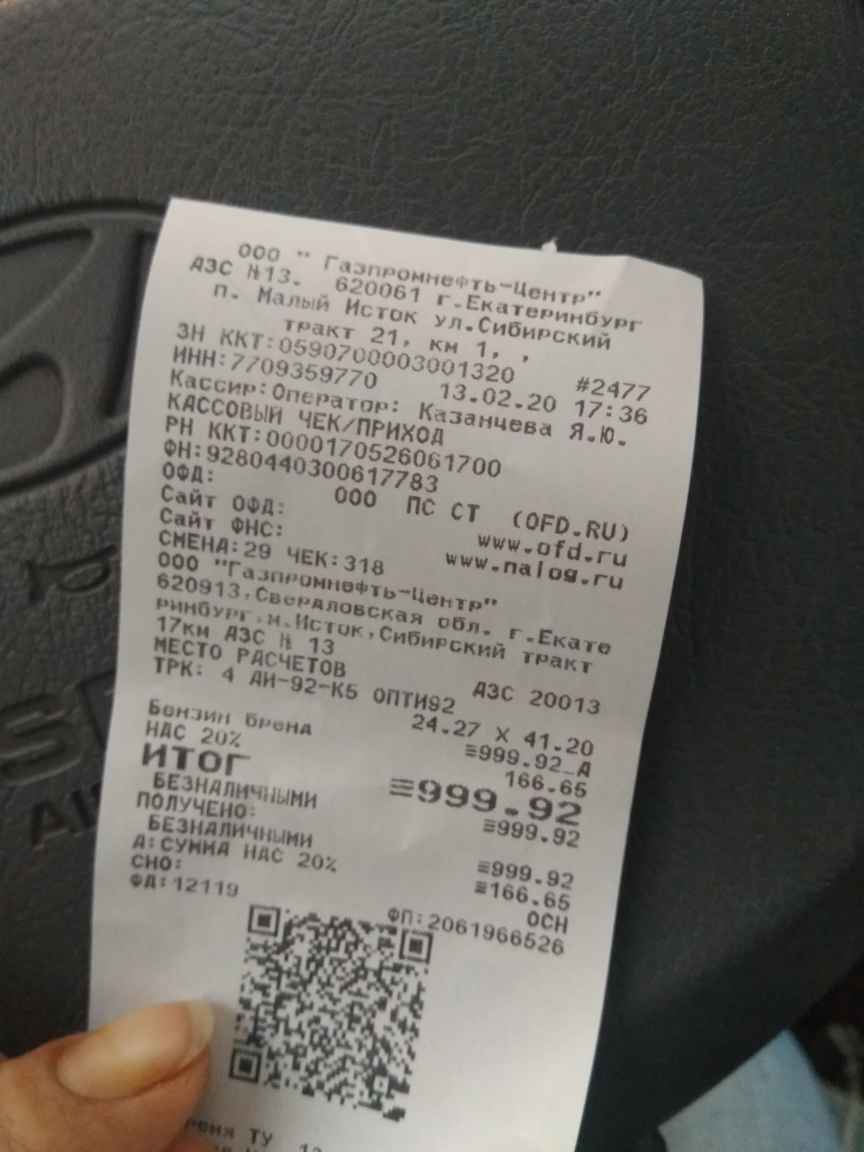 ООО " Газпромнефть-Центр"
АЗС №13. 620061 г.Екатеринбург
п. Малый Исток ул.Сибирский
тракт 21, км 1, ,
ЗН ККТ:0590700003001320 #2477
ИНН:7709359770 13.02.20 17:36
Кассир:Оператор: Казанчева Я.Ю.
КАССОВЫЙ ЧЕК/ПРИХОД
РН ККТ:0000170526061700
ФН:9280440300617783
ОФД: ООО ПС СТ (OFD.RU)
Сайт ОФД: www.ofd.ru
Сайт ФНС: www.nalog.ru
СМЕНА:29 ЧЕК:318
ООО "Газпромнефть-Центр"
620913,Свердловская обл. г.Екате
ринбург,м.Исток,Сибирский тракт
17км АЗС № 13
МЕСТО РАСЧЕТОВ АЗС 20013
ТРК: 4 АИ-92-К5 ОПТИ92
24.27 X 41.20
Бензин бренд ≡999.92_А
НДС 20% 166.65
ИТОГ ≡999.92
БЕЗНАЛИЧНЫМИ ≡999.92
ПОЛУЧЕНО:
БЕЗНАЛИЧНЫМИ ≡999.92
А:СУММА НДС 20% ≡166.65
СНО: ОСН
ФД:12119 ФП:2061966526
ТУ